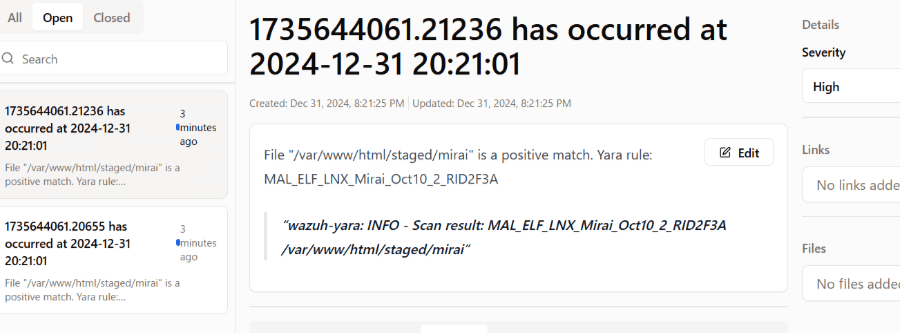 All Open Closed
Search
1735644061.21236 has
occurred at 2024-12-31
20:21:01
3
minutes
ago
File "/var/www/html/staged/mirai" is a
positive match. Yara rule:...
1735644061.20655 has
occurred at 2024-12-31
20:21:01
3
minutes
ago
File "/var/www/html/staged/mirai" is a
positive match. Yara rule:...
1735644061.21236 has occurred at
2024-12-31 20:21:01
Created: Dec 31, 2024, 8:21:25 PM Updated: Dec 31, 2024, 8:21:25 PM
File "/var/www/html/staged/mirai" is a positive match. Yara rule:
MAL_ELF_LNX_Mirai_Oct10_2_RID2F3A
Edit
"wazuh-yara: INFO - Scan result: MAL_ELF_LNX_Mirai_Oct10_2_RID2F3A
/var/www/html/staged/mirai"
Details
Severity
High
Links
No links adde
Files
No files adde